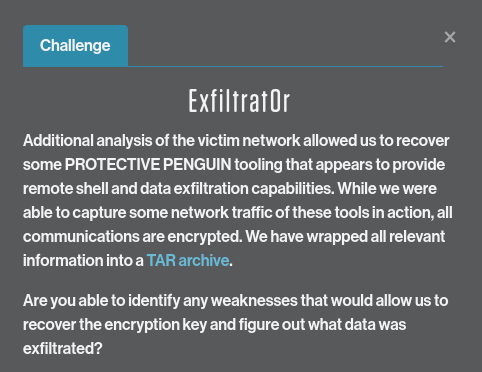 Challenge
×
Exfiltrat0r
Additional analysis of the victim network allowed us to recover
some PROTECTIVE PENGUIN tooling that appears to provide
remote shell and data exfiltration capabilities. While we were
able to capture some network traffic of these tools in action, all
communications are encrypted. We have wrapped all relevant
information into a TAR archive.
Are you able to identify any weaknesses that would allow us to
recover the encryption key and figure out what data was
exfiltrated?